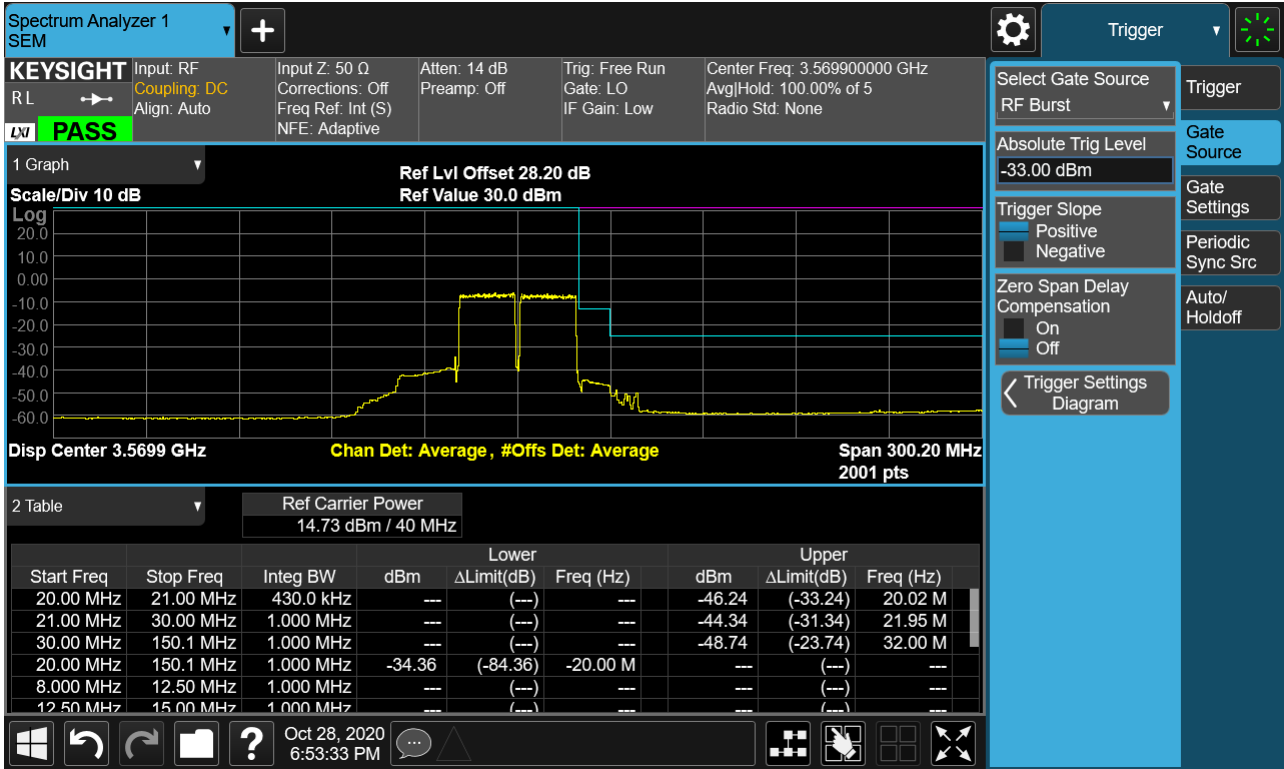 Spectrum Analyzer 1
SEM
Trigger
KEYSIGHT
R L
LXI
PASS
Input: RF
Coupling: DC
Align: Auto
Input Z: 50 Ω
Corrections: Off
Freq Ref: Int (S)
NFE: Adaptive
Atten: 14 dB
Preamp: Off
Trig: Free Run
Gate: LO
IF Gain: Low
Center Freq: 3.569900000 GHz
Avg|Hold: 100.00% of 5
Radio Std: None
1 Graph
Ref Lvl Offset 28.20 dB
Scale/Div 10 dB
Ref Value 30.0 dBm
Log
20.0
10.0
0.00
-10.0
-20.0
-30.0
-40.0
-50.0
-60.0
Disp Center 3.5699 GHz
Chan Det: Average , #Offs Det: Average
Span 300.20 MHz
2001 pts
2 Table
Ref Carrier Power
14.73 dBm / 40 MHz
Lower Upper
Start Freq Stop Freq Integ BW dBm ΔLimit(dB) Freq (Hz) dBm ΔLimit(dB) Freq (Hz)
20.00 MHz 21.00 MHz 430.0 kHz --- (---) --- -46.24 (-33.24) 20.02 M
21.00 MHz 30.00 MHz 1.000 MHz --- (---) --- -44.34 (-31.34) 21.95 M
30.00 MHz 150.1 MHz 1.000 MHz --- (---) --- -48.74 (-23.74) 32.00 M
20.00 MHz 150.1 MHz 1.000 MHz -34.36 (-84.36) -20.00 M --- (---) ---
8.000 MHz 12.50 MHz 1.000 MHz --- (---) --- --- (---) ---
12.50 MHz 15.00 MHz 1.000 MHz --- (---) --- --- (---) ---
Oct 28, 2020
6:53:33 PM
Select Gate Source
RF Burst
Absolute Trig Level
-33.00 dBm
Trigger Slope
Positive
Negative
Zero Span Delay
Compensation
On
Off
Trigger Settings
Diagram
Trigger
Gate
Source
Gate
Settings
Periodic
Sync Src
Auto/
Holdoff